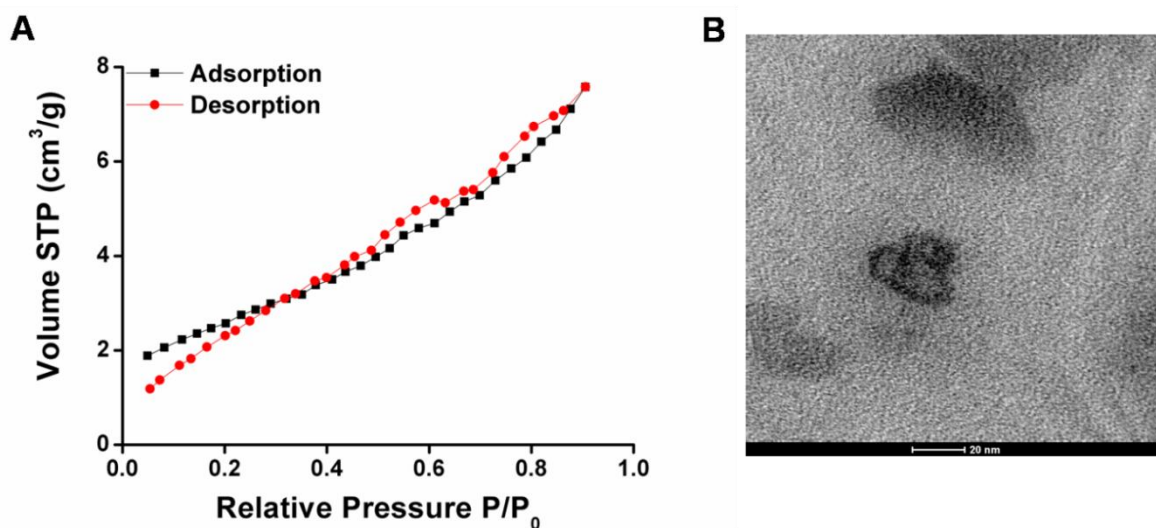 A
Adsorption
Desorption
Volume STP (cm³/g)
8
6
4
2
0
0.0 0.2 0.4 0.6 0.8 1.0
Relative Pressure P/P₀
B
20 nm